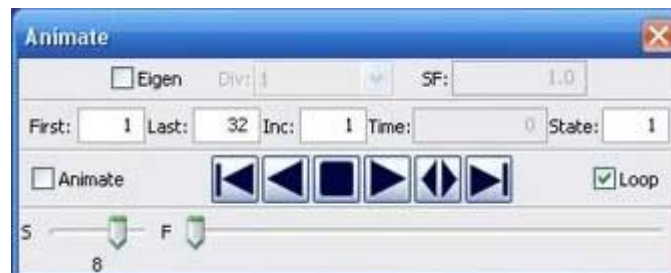 Animate
Eigen Div: 1 SF: 1.0
First: 1 Last: 32 Inc: 1 Time: 0 State: 1
Animate Loop
S F
8